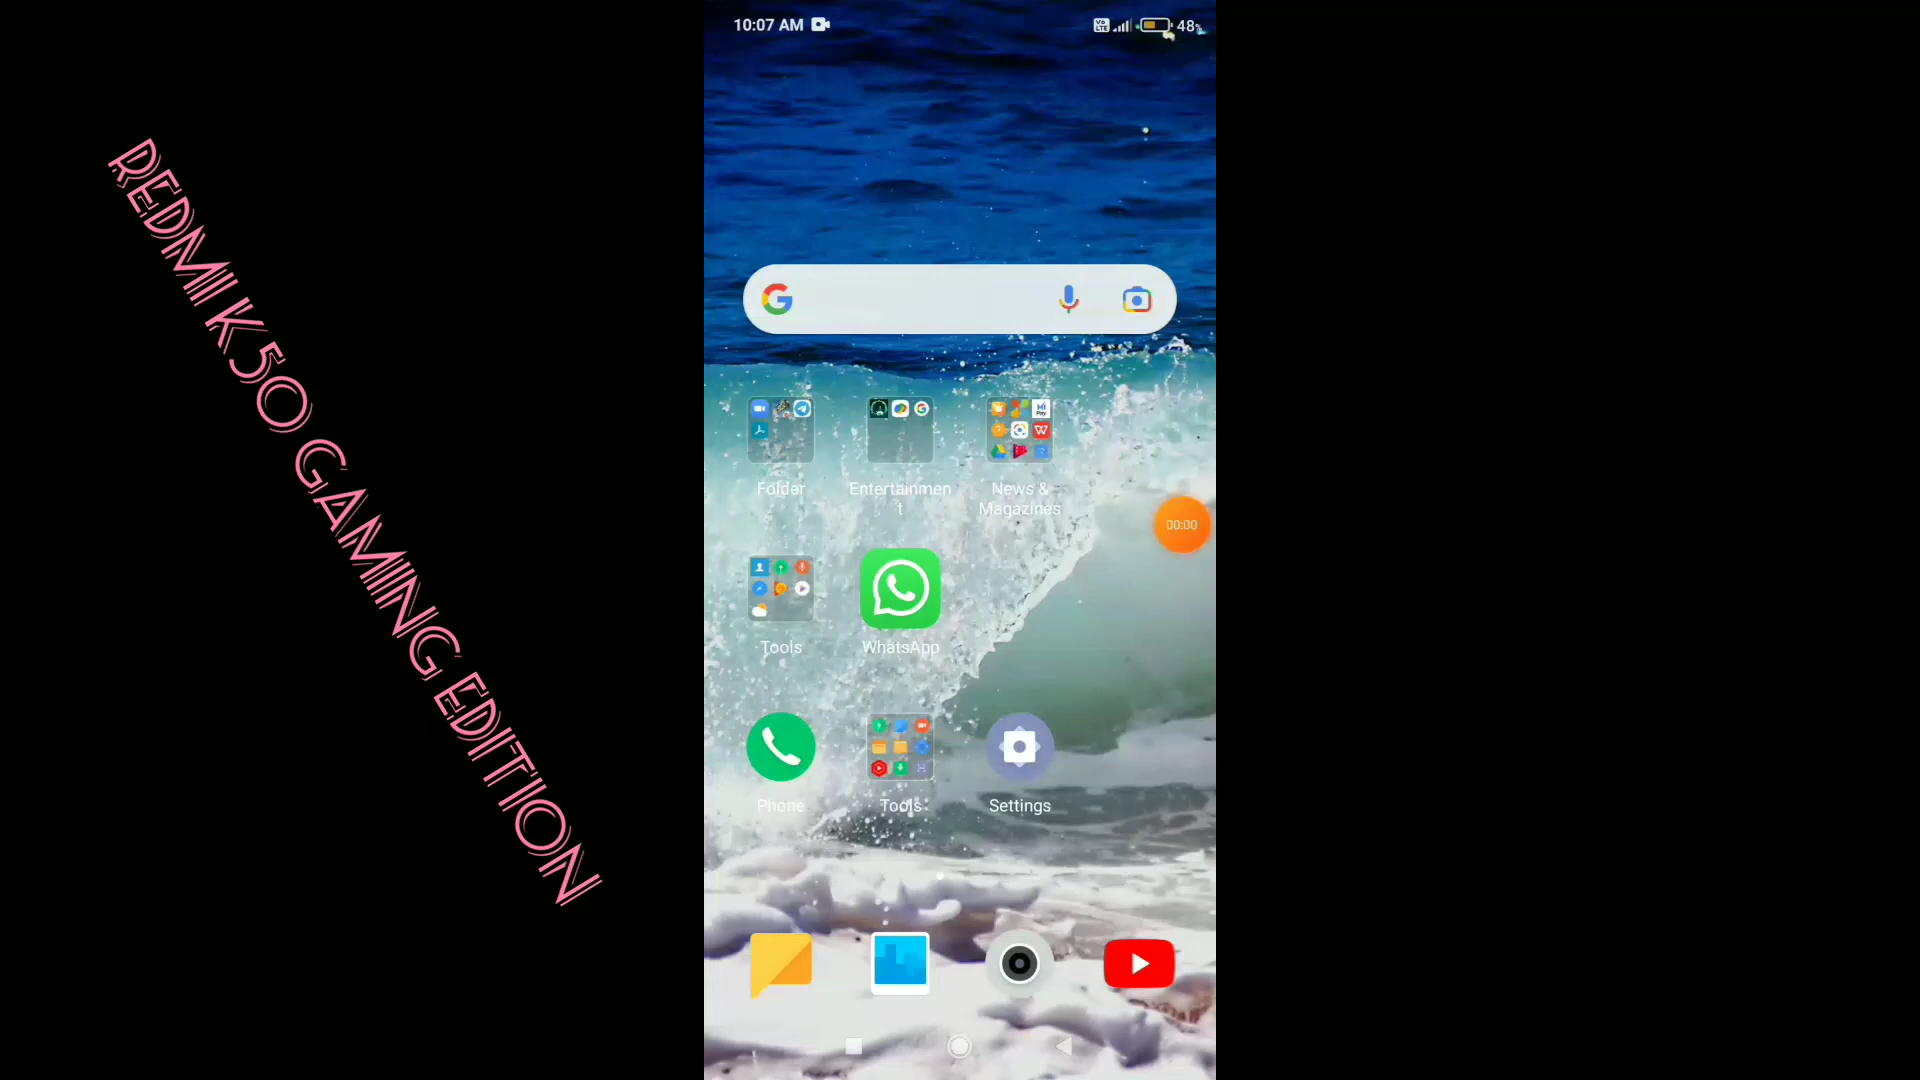 10:07 AM
48%
REDMI K50 GAMING EDITION
00:00
Folder
Entertainmen
t
News &
Magazines
Tools
WhatsApp
Phone
Tools
Settings